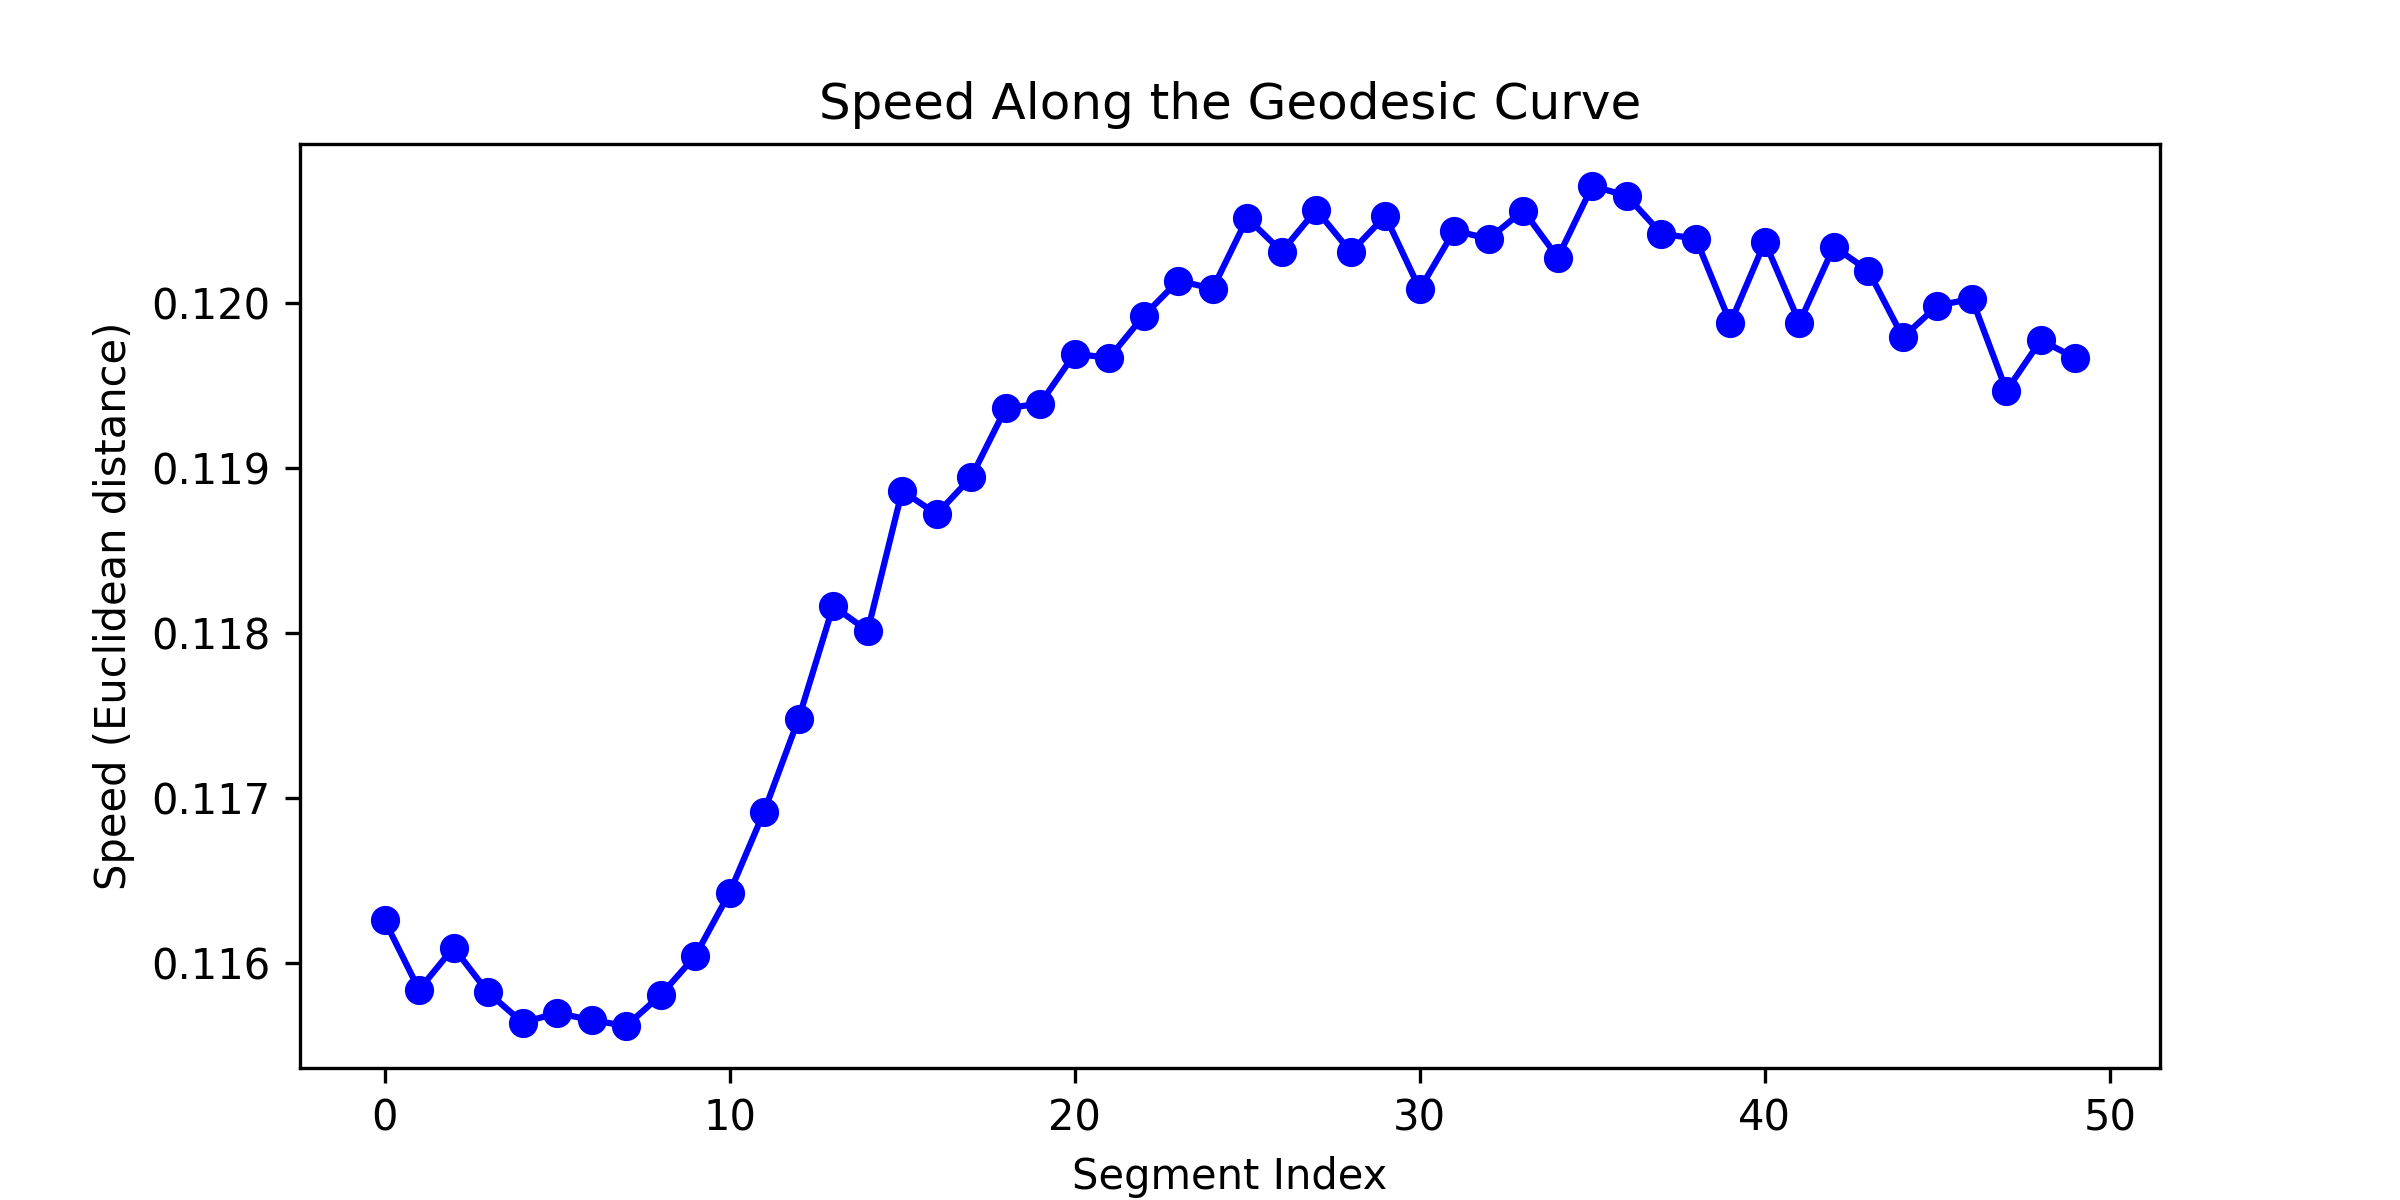 Speed Along the Geodesic Curve
Speed (Euclidean distance)
0.120
0.119
0.118
0.117
0.116
0 10 20 30 40 50
Segment Index